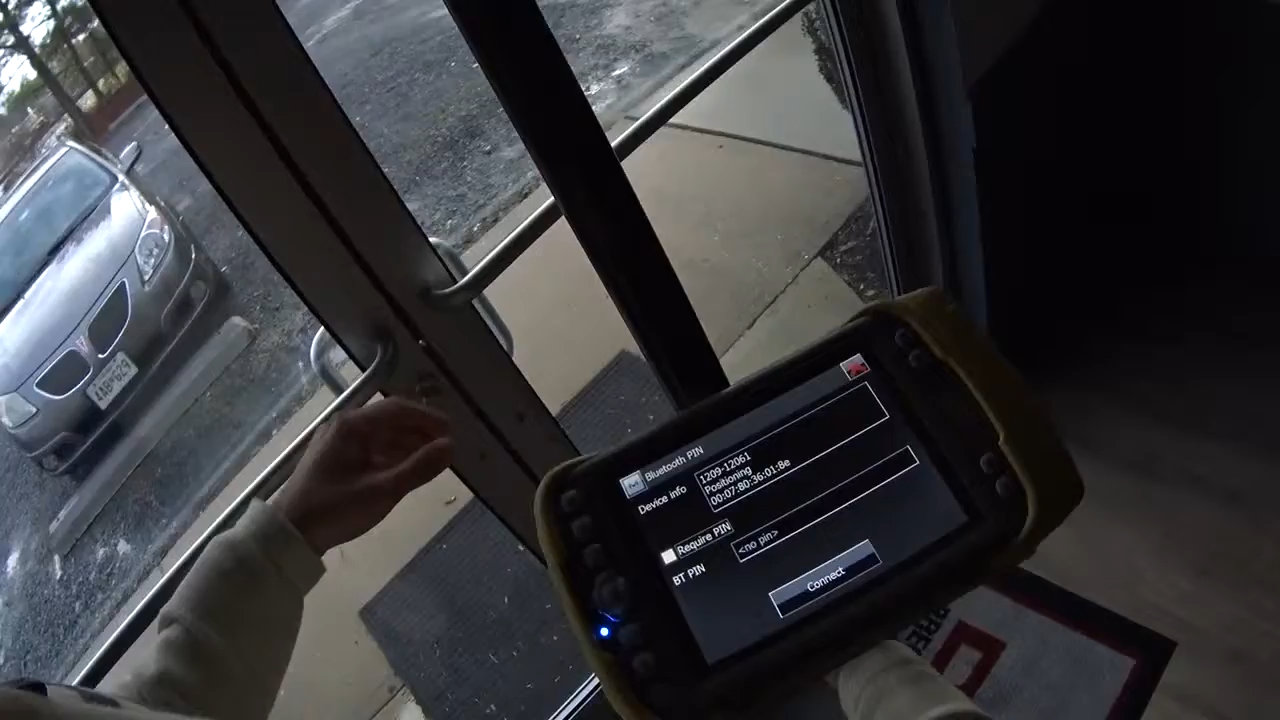 Bluetooth PIN
Device info
1209-12061
Positioning
00:07:80:36:01:8e
Require PIN
BT PIN
<no pin>
Connect